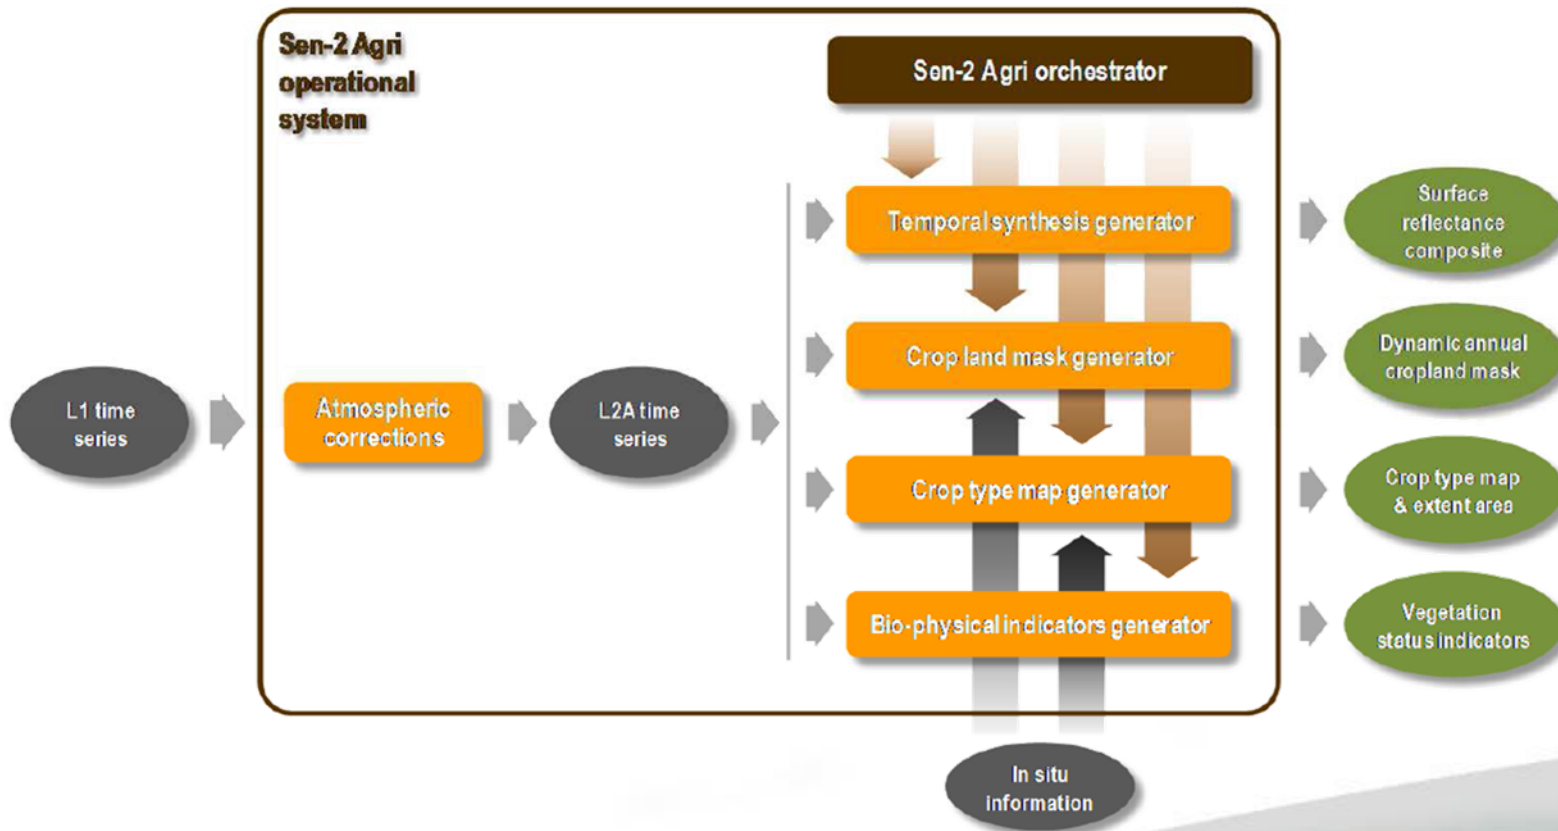 Sen-2 Agri
operational
system
Sen-2 Agri orchestrator
Temporal synthesis generator
Surface
reflectance
composite
Crop land mask generator
Dynamic annual
cropland mask
L1 time
series
Atmospheric
corrections
L2A time
series
Crop type map generator
Crop type map
& extent area
Bio-physical indicators generator
Vegetation
status indicators
In situ
information